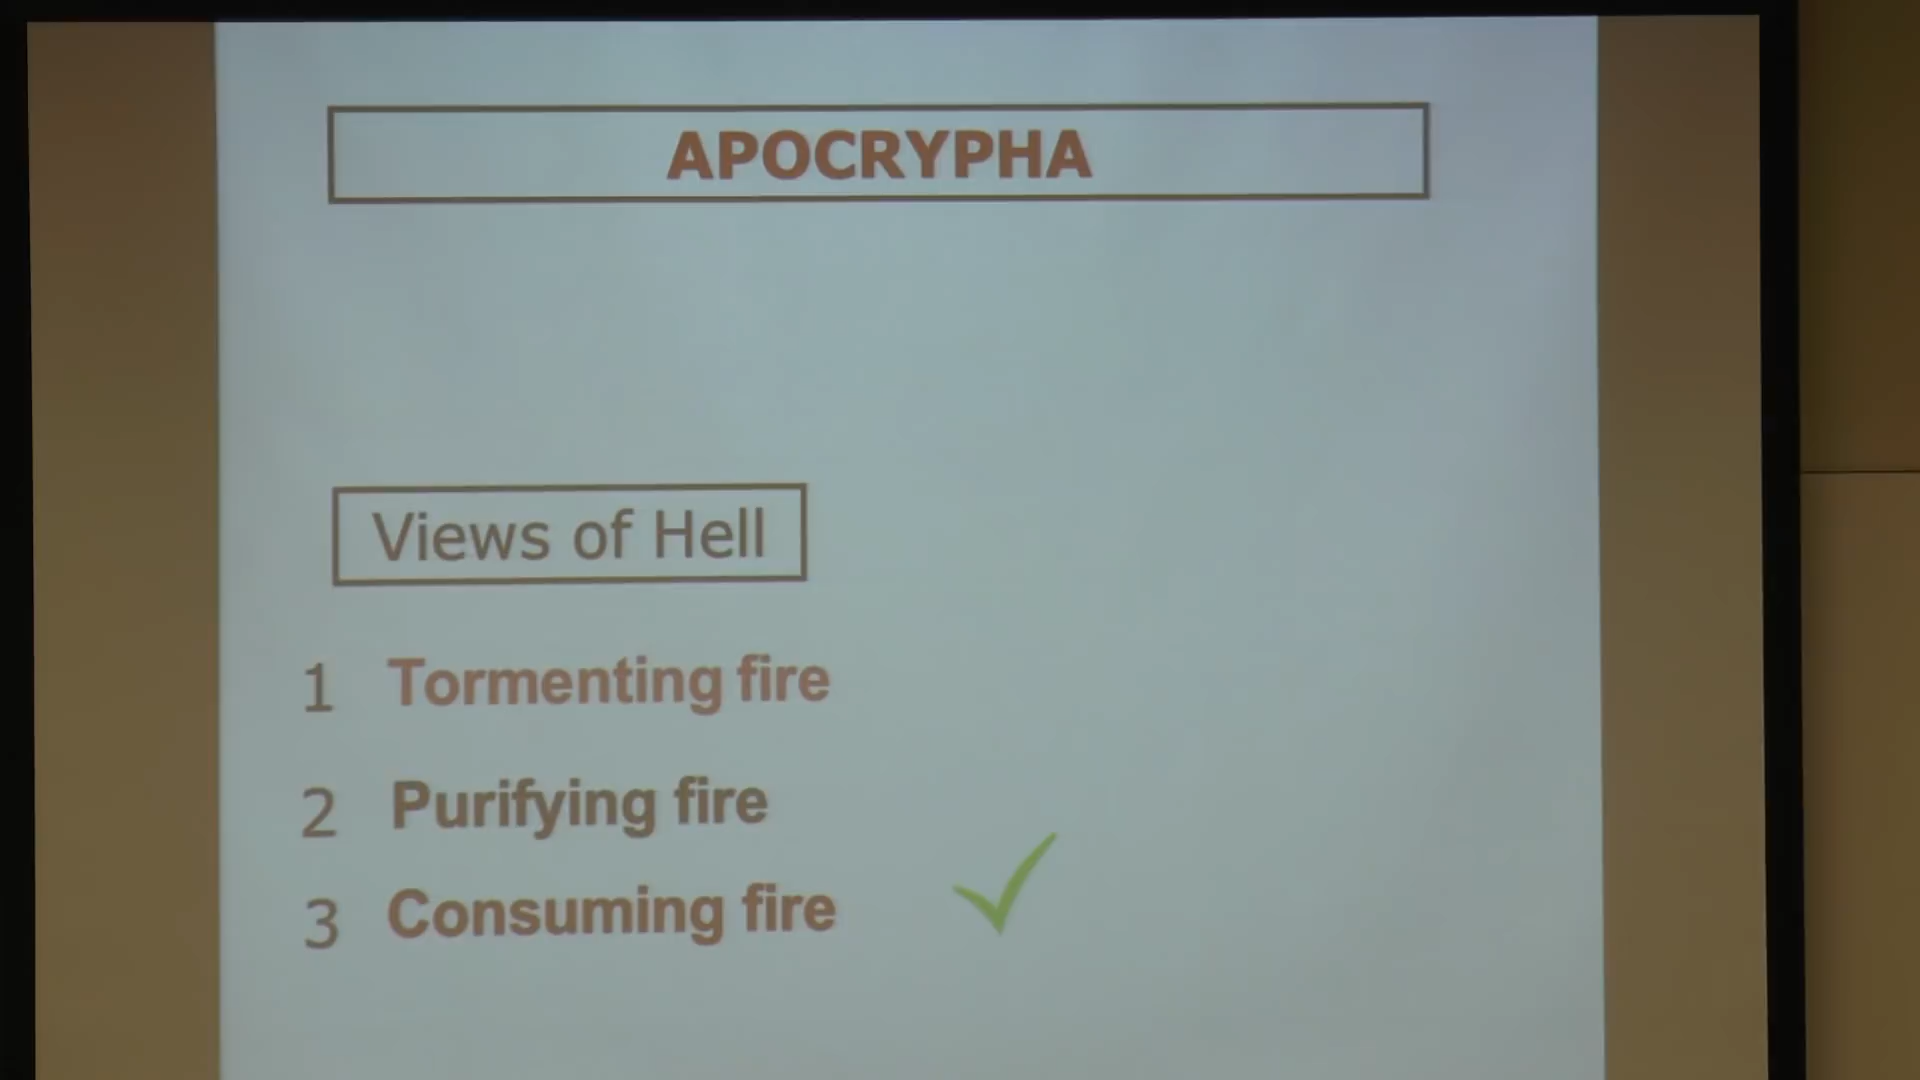 APOCRYPHA
Views of Hell
1 Tormenting fire
2 Purifying fire
3 Consuming fire